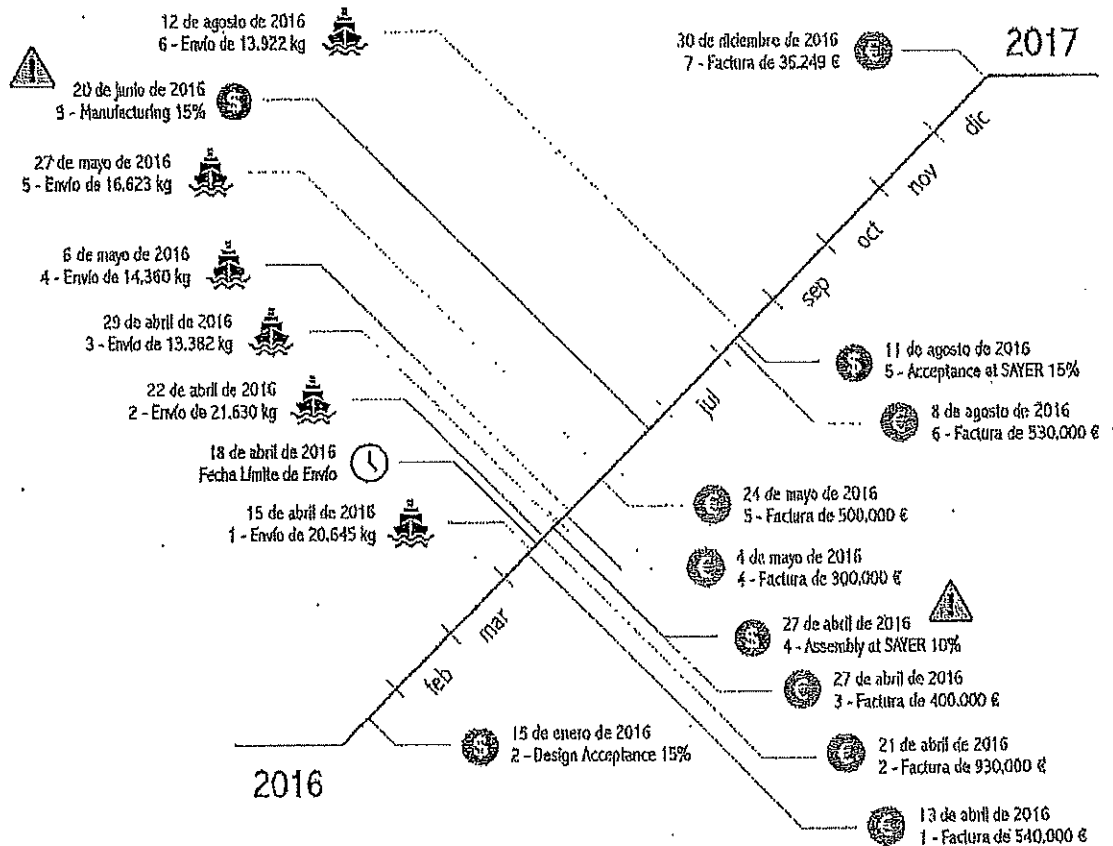 12 de agosto de 2016
6 - Envío de 13.922 kg
30 de diciembre de 2016
7 - Factura de 35.249 €
2017
20 de junio de 2016
3 - Manufacturing 15%
27 de mayo de 2016
5 - Envío de 16,623 kg
6 de mayo de 2016
4 - Envío de 14,360 kg
29 de abril de 2016
3 - Envío de 13.382 kg
22 de abril de 2016
2 - Envío de 21.630 kg
18 de abril de 2016
Fecha Límite de Envío
15 de abril de 2016
1 - Envío de 20,645 kg
dic
nov
oct
sep
jul
mar
feb
11 de agosto de 2016
5 - Acceptance at SAYER 15%
8 de agosto de 2016
6 - Factura de 530,000 €
24 de mayo de 2016
5 - Factura de 500,000 €
4 de mayo de 2016
4 - Factura de 300,000 €
27 de abril de 2016
4 - Assembly at SAYER 10%
27 de abril de 2016
3 - Factura de 400.000 €
21 de abril de 2016
2 - Factura de 930,000 €
13 de abril de 2016
1 - Factura de 540,000 €
15 de enero de 2016
2 - Design Acceptance 15%
2016